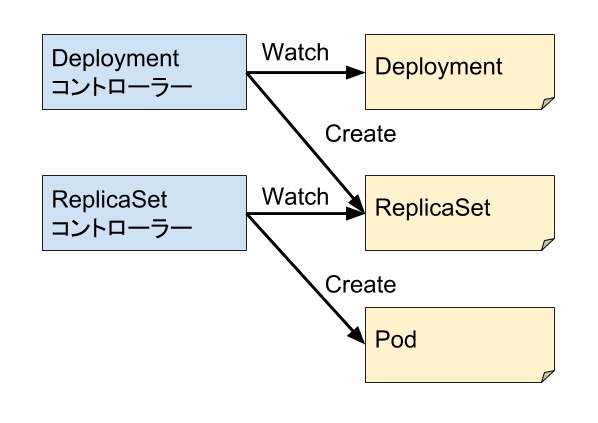 Deployment
コントローラー
Watch
Deployment
Create
ReplicaSet
コントローラー
Watch
ReplicaSet
Create
Pod